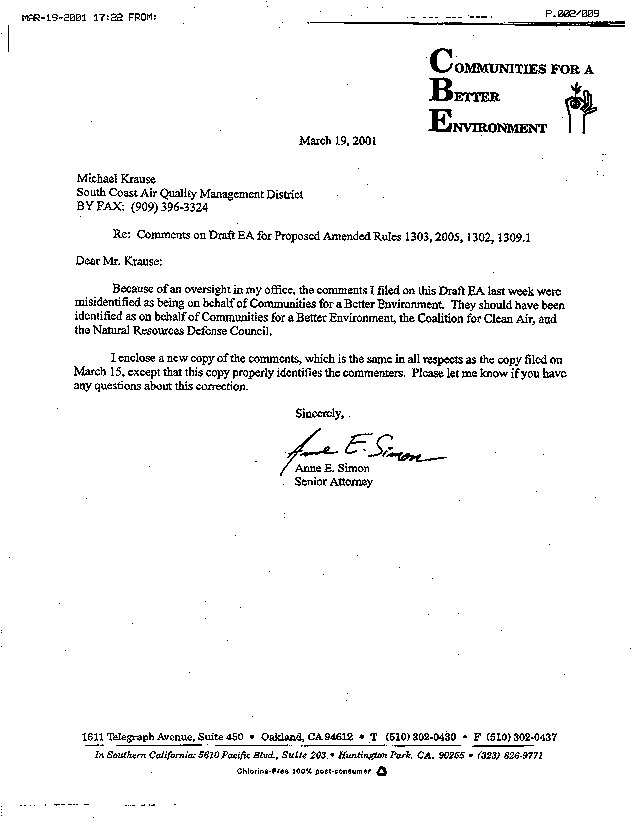 MAR-19-2001 17:22 FROM:
P.002/009
COMMUNITIES FOR A
BETTER
ENVIRONMENT
March 19, 2001
Michael Krause
South Coast Air Quality Management District
BY FAX: (909) 396-3324
Re: Comments on Draft EA for Proposed Amended Rules 1303, 2005, 1302, 1309.1
Dear Mr. Krause:
Because of an oversight in my office, the comments I filed on this Draft EA last week were
misidentified as being on behalf of Communities for a Better Environment. They should have been
identified as on behalf of Communities for a Better Environment, the Coalition for Clean Air, and
the Natural Resources Defense Council.
I enclose a new copy of the comments, which is the same in all respects as the copy filed on
March 15, except that this copy properly identifies the commenters. Please let me know if you have
any questions about this correction.
Sincerely,
Anne E. Simon
Anne E. Simon
Senior Attorney
1611 Telegraph Avenue, Suite 450 • Oakland, CA 94612 • T (510) 302-0430 • F (510) 302-0437
In Southern California: 5610 Pacific Blvd., Suite 203 • Huntington Park, CA. 90255 • (323) 826-9771
Chlorine-Free 100% post-consumer